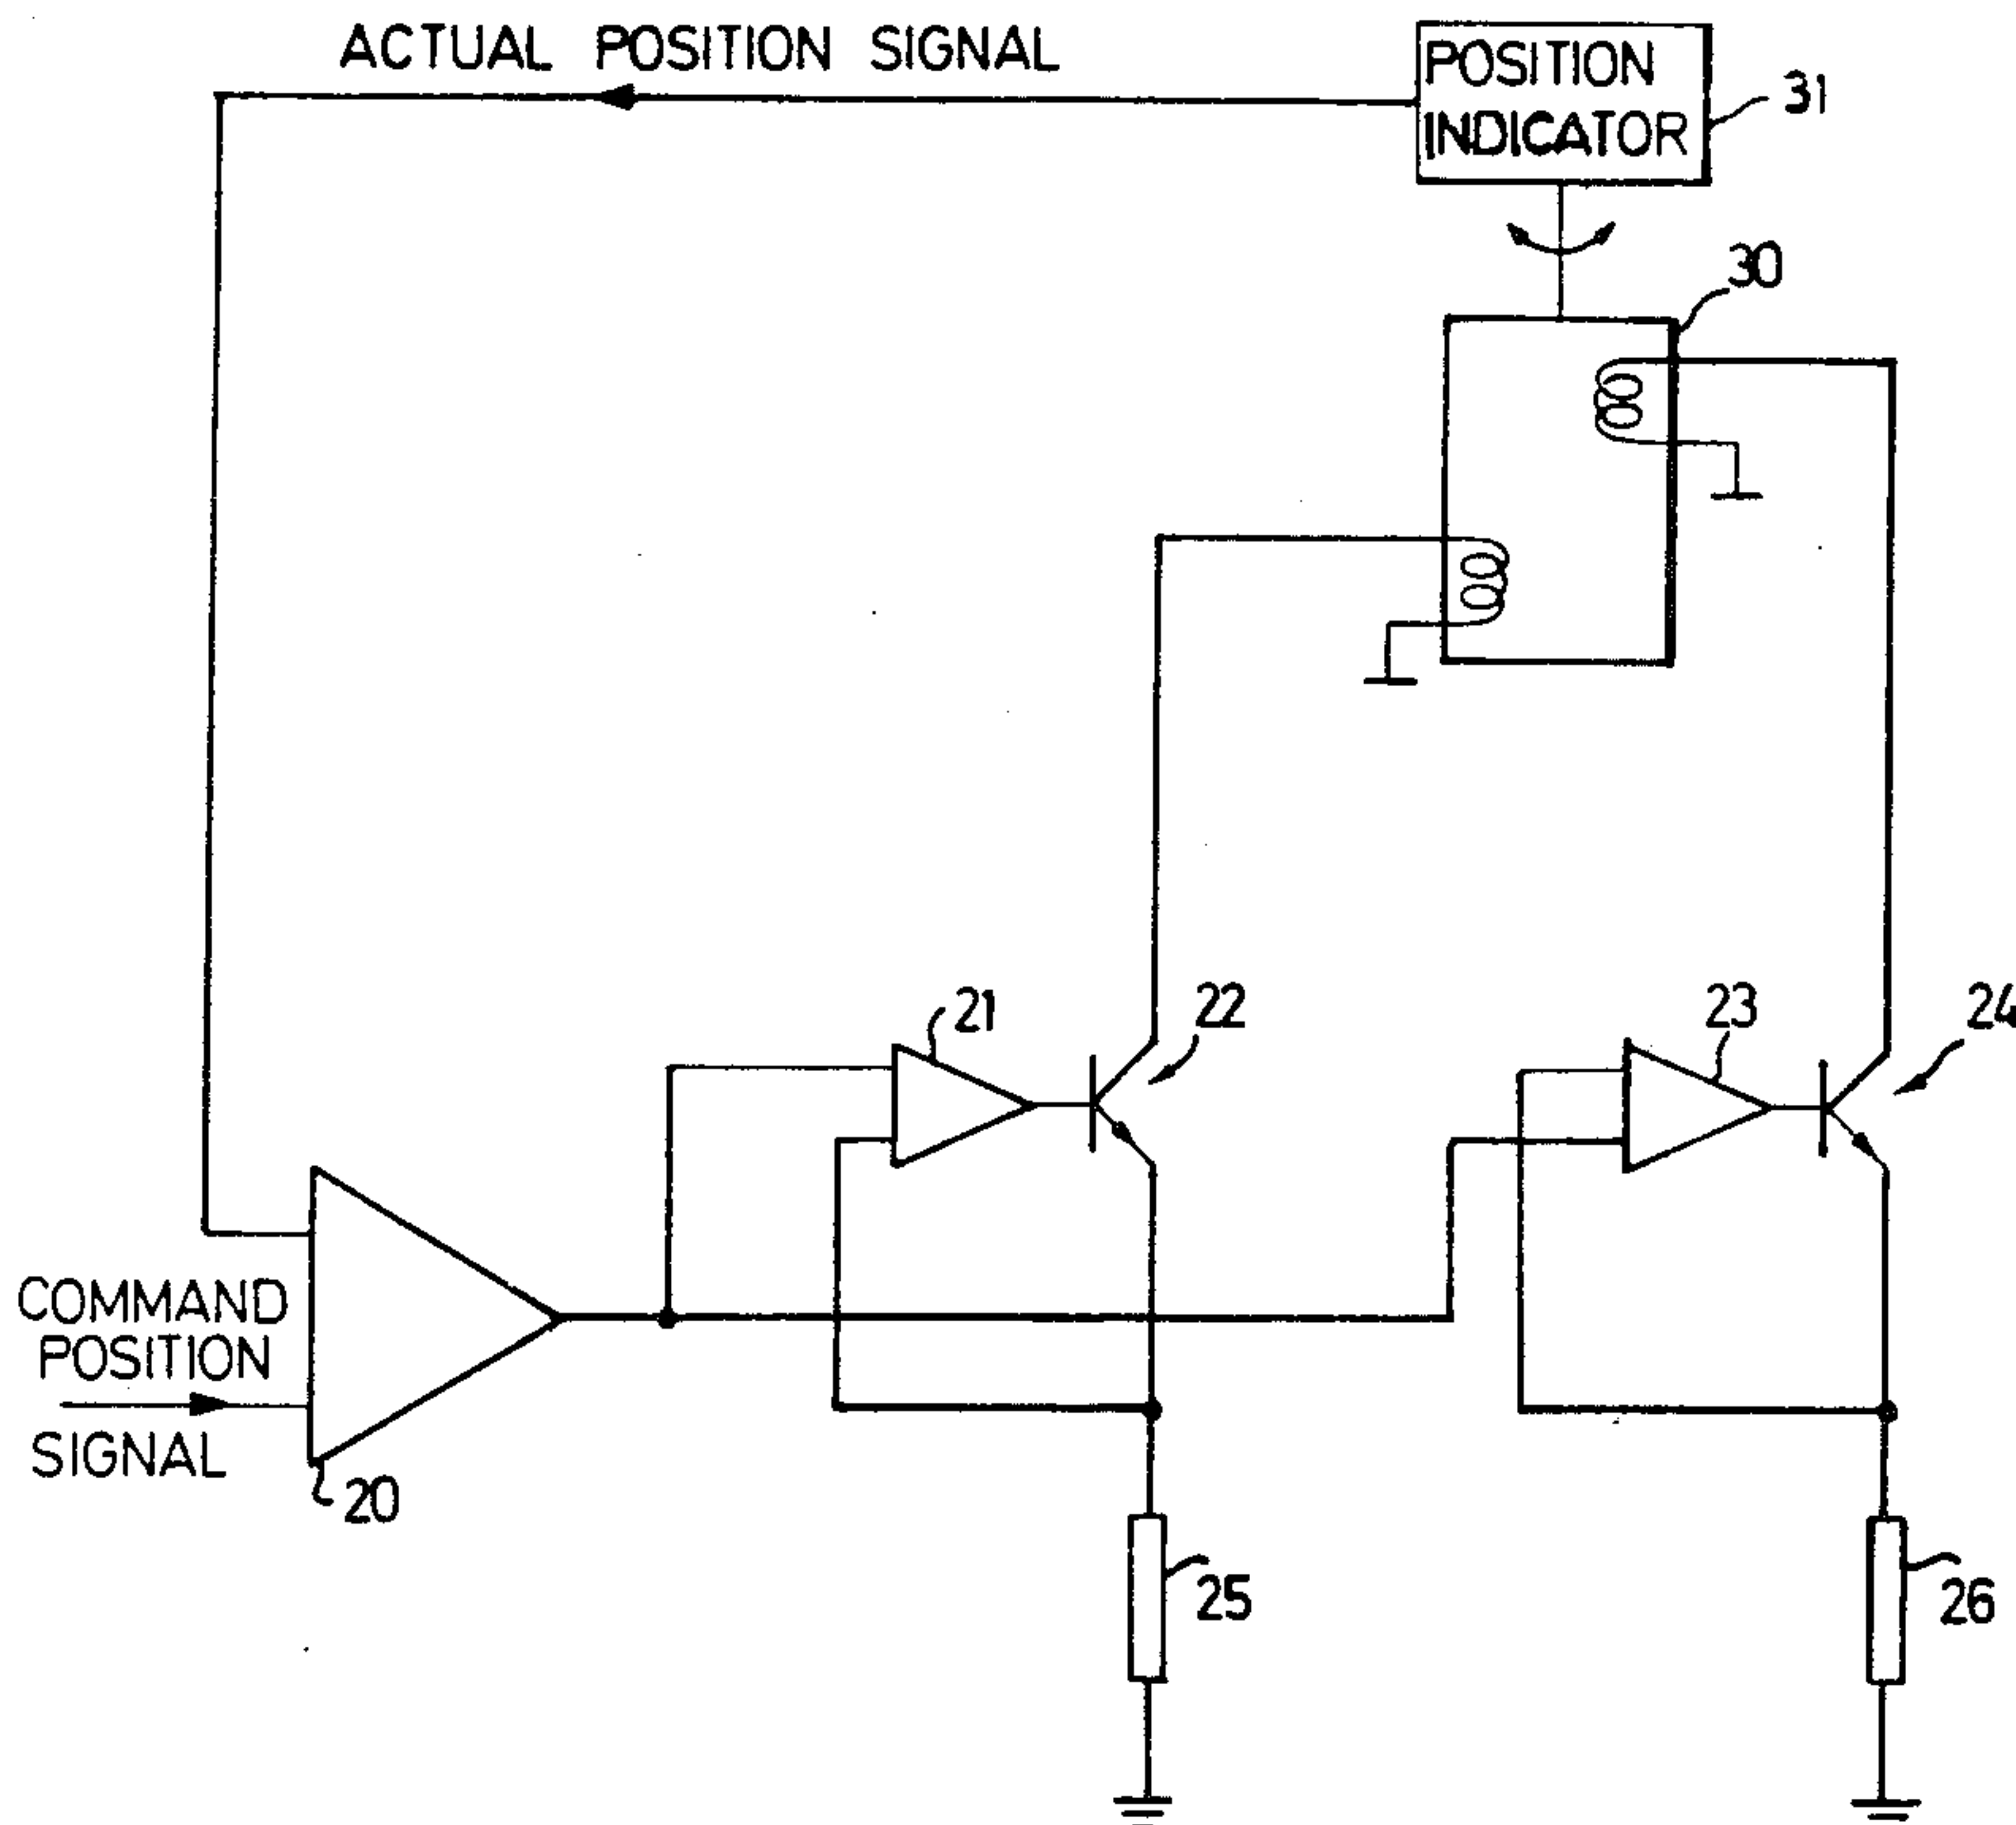 ACTUAL POSITION SIGNAL
POSITION
INDICATOR
31
30
21
22
23
24
COMMAND
POSITION
SIGNAL
20
25
26